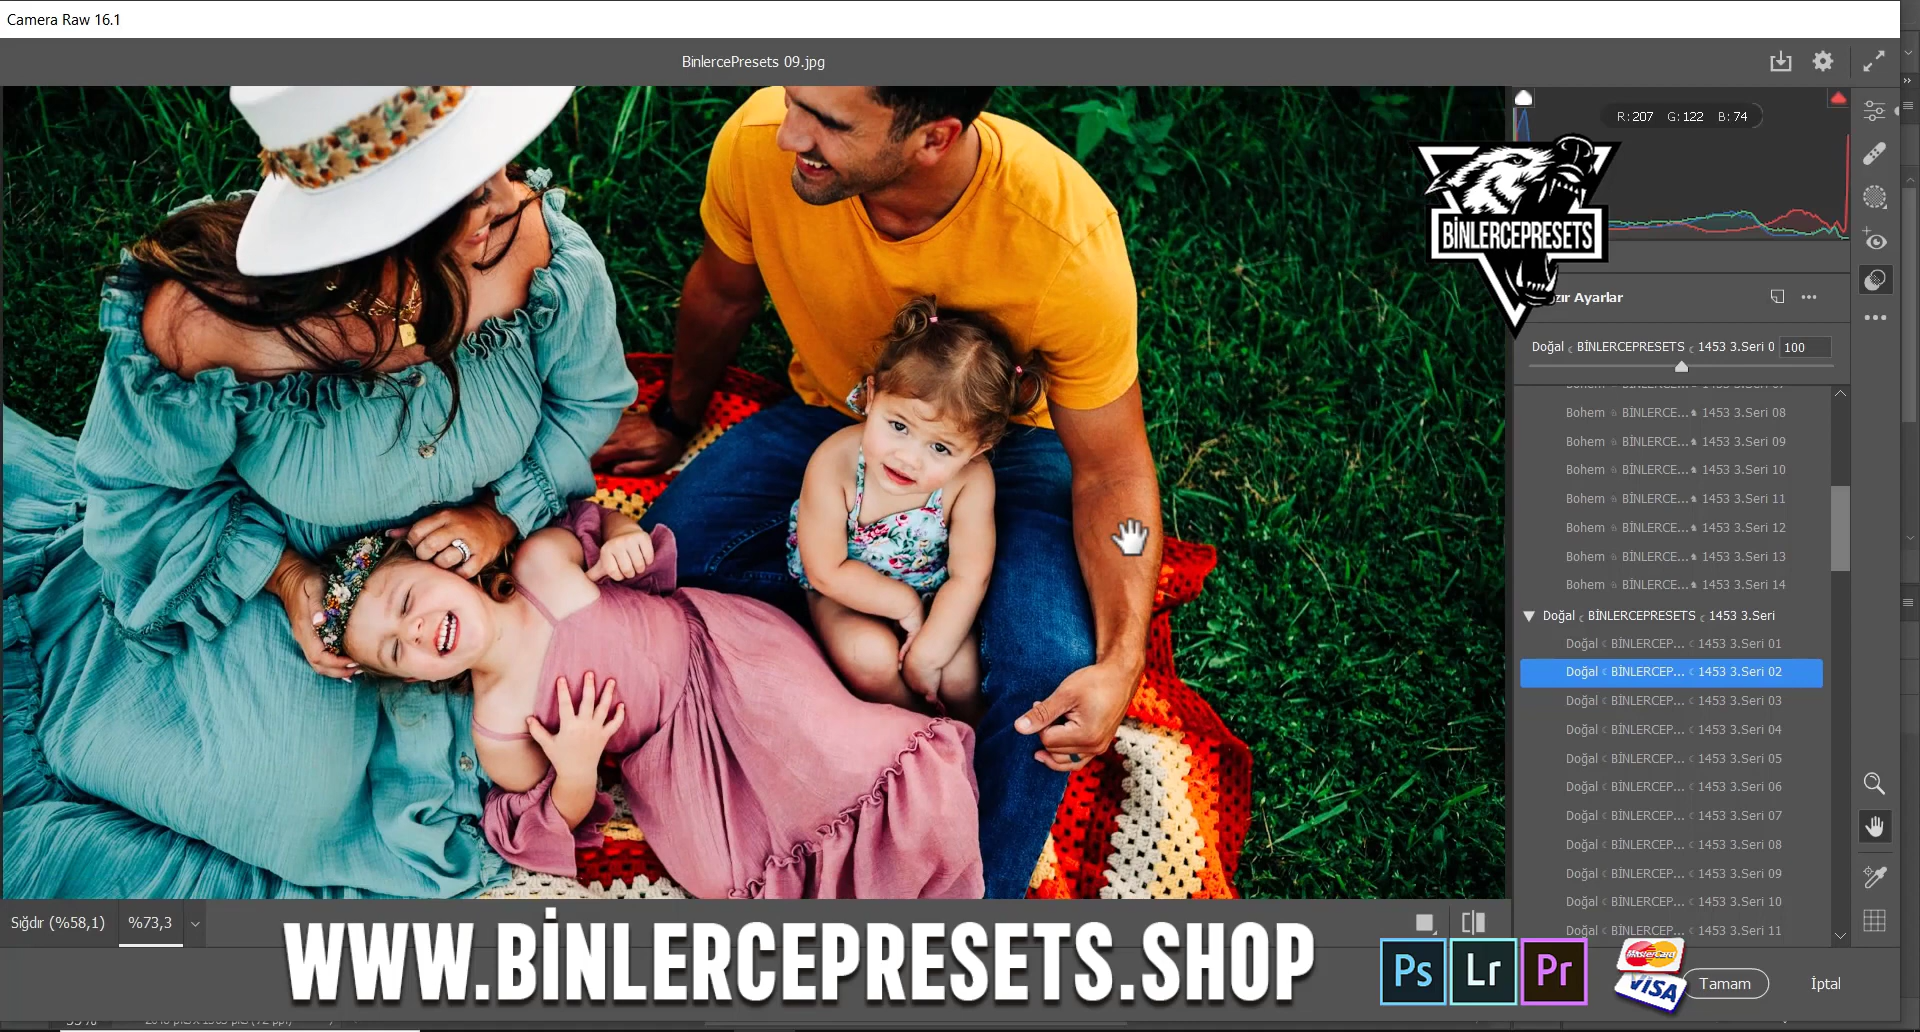 Camera Raw 16.1
BinlercePresets 09.jpg
R: 207 G: 122 B: 74
BİNLERCEPRESETS
zır Ayarlar
Doğal ☾ BİNLERCEPRESETS ☾ 1453 3.Seri 0 100
Bohem ♞ BİNLERCE...♞ 1453 3.Seri 08
Bohem ♞ BİNLERCE...♞ 1453 3.Seri 09
Bohem ♞ BİNLERCE...♞ 1453 3.Seri 10
Bohem ♞ BİNLERCE...♞ 1453 3.Seri 11
Bohem ♞ BİNLERCE...♞ 1453 3.Seri 12
Bohem ♞ BİNLERCE...♞ 1453 3.Seri 13
Bohem ♞ BİNLERCE...♞ 1453 3.Seri 14
Doğal ☾ BİNLERCEPRESETS ☾ 1453 3.Seri
Doğal ☾ BİNLERCEP... ☾ 1453 3.Seri 01
Doğal ☾ BİNLERCEP... ☾ 1453 3.Seri 02
Doğal ☾ BİNLERCEP... ☾ 1453 3.Seri 03
Doğal ☾ BİNLERCEP... ☾ 1453 3.Seri 04
Doğal ☾ BİNLERCEP... ☾ 1453 3.Seri 05
Doğal ☾ BİNLERCEP... ☾ 1453 3.Seri 06
Doğal ☾ BİNLERCEP... ☾ 1453 3.Seri 07
Doğal ☾ BİNLERCEP... ☾ 1453 3.Seri 08
Doğal ☾ BİNLERCEP... ☾ 1453 3.Seri 09
Doğal ☾ BİNLERCEP... ☾ 1453 3.Seri 10
Doğal ☾ BİNLERCEP... ☾ 1453 3.Seri 11
Sığdır (%58,1) %73,3
WWW.BİNLERCEPRESETS.SHOP
Ps Lr Pr
MasterCard
VISA
Tamam İptal